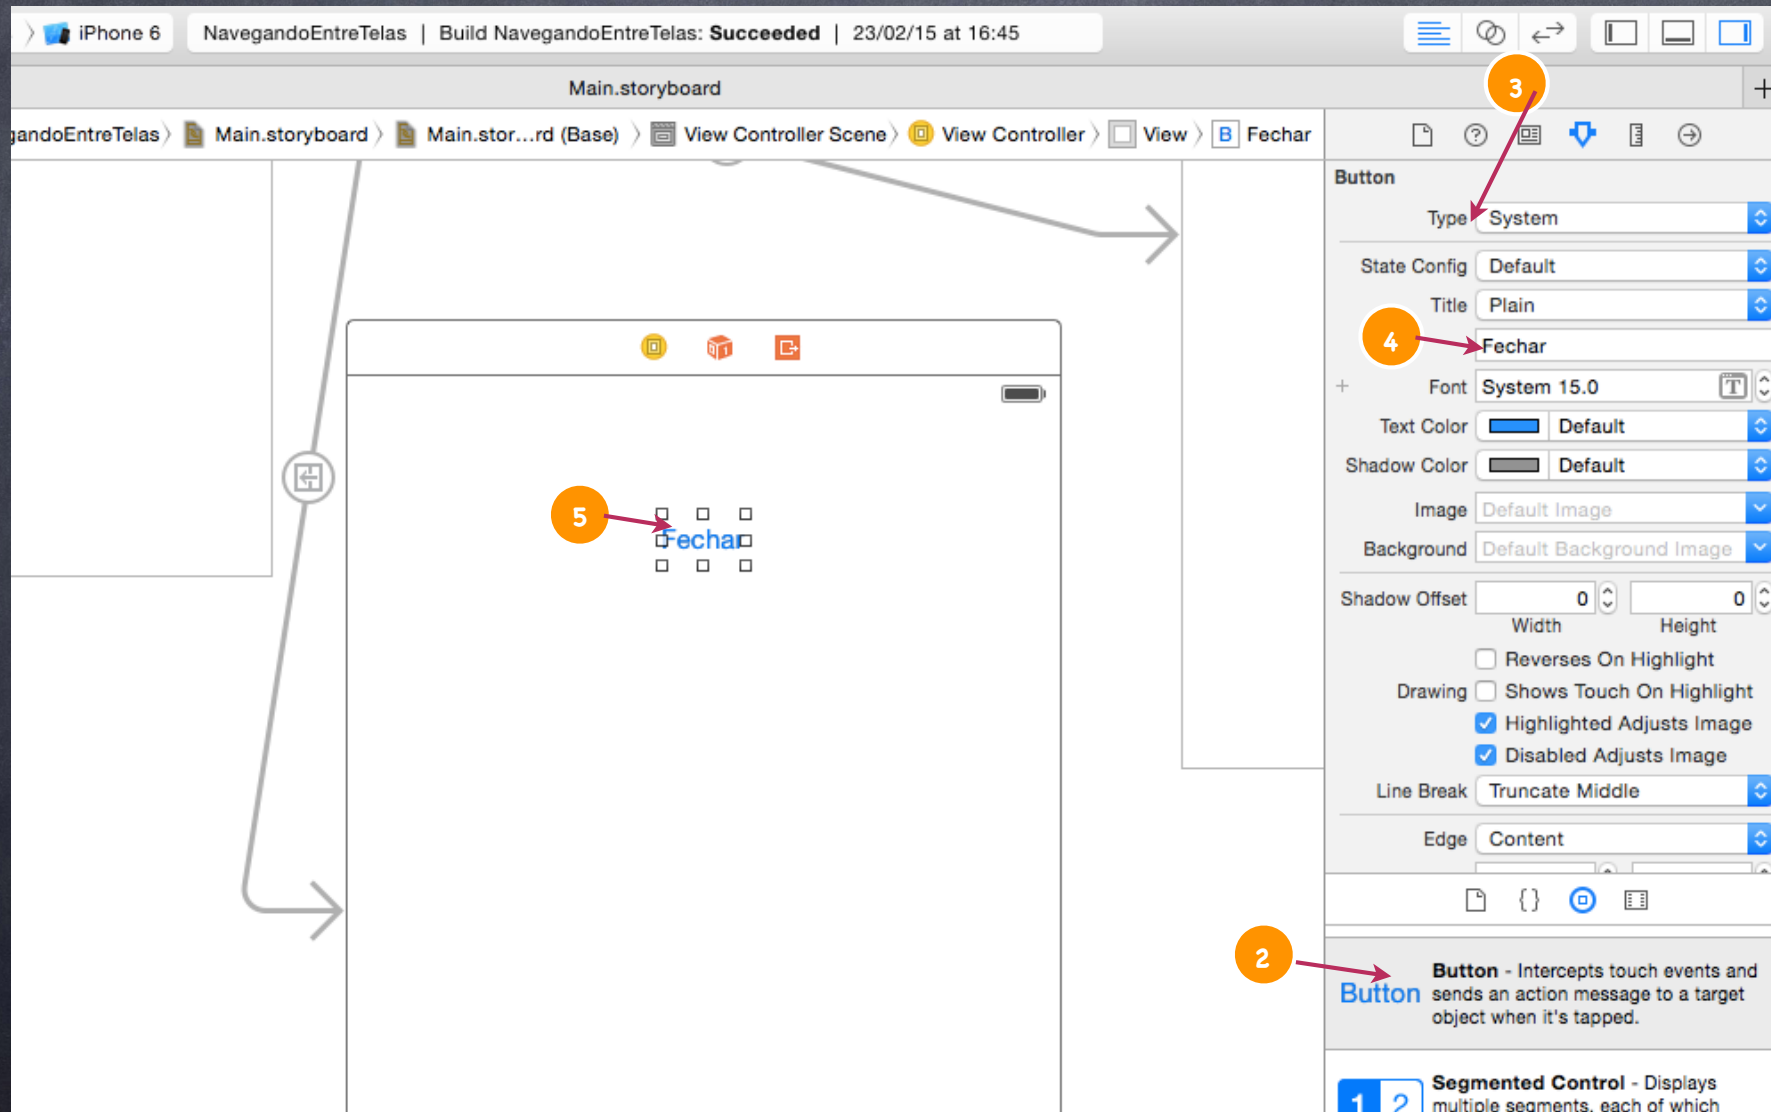 iPhone 6
NavegandoEntreTelas | Build NavegandoEntreTelas: Succeeded | 23/02/15 at 16:45
Main.storyboard
3
gandoEntreTelas
Main.storyboard
Main.stor...rd (Base)
View Controller Scene
View Controller
View
B Fechar
Button
Type System
State Config Default
Title Plain
4
Fechar
Font System 15.0
Text Color Default
Shadow Color Default
Image Default Image
Background Default Background Image
5
Fechar
Shadow Offset 0 0
Width Height
Reverses On Highlight
Drawing Shows Touch On Highlight
Highlighted Adjusts Image
Disabled Adjusts Image
Line Break Truncate Middle
Edge Content
{}
2
Button
Button - Intercepts touch events and
sends an action message to a target
object when it's tapped.
1 2
Segmented Control - Displays
multiple segments, each of which